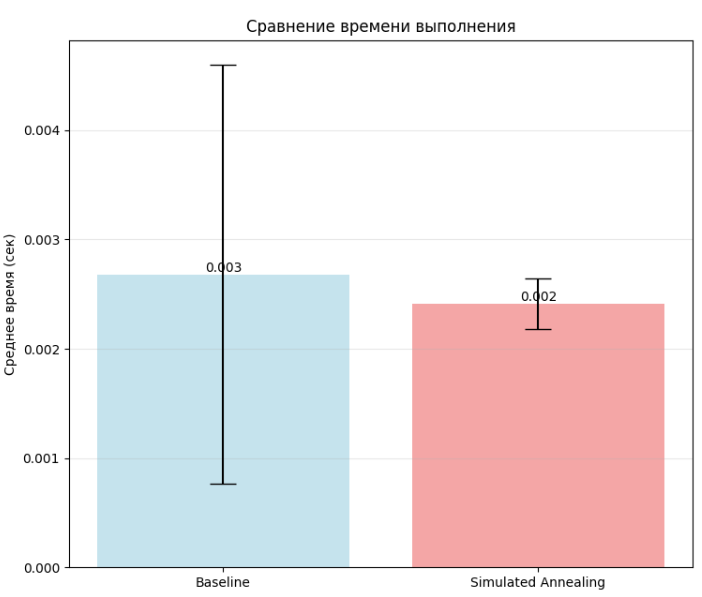 Сравнение времени выполнения
Среднее время (сек)
0.004
0.003
0.002
0.001
0.000
0.003
0.002
Baseline
Simulated Annealing